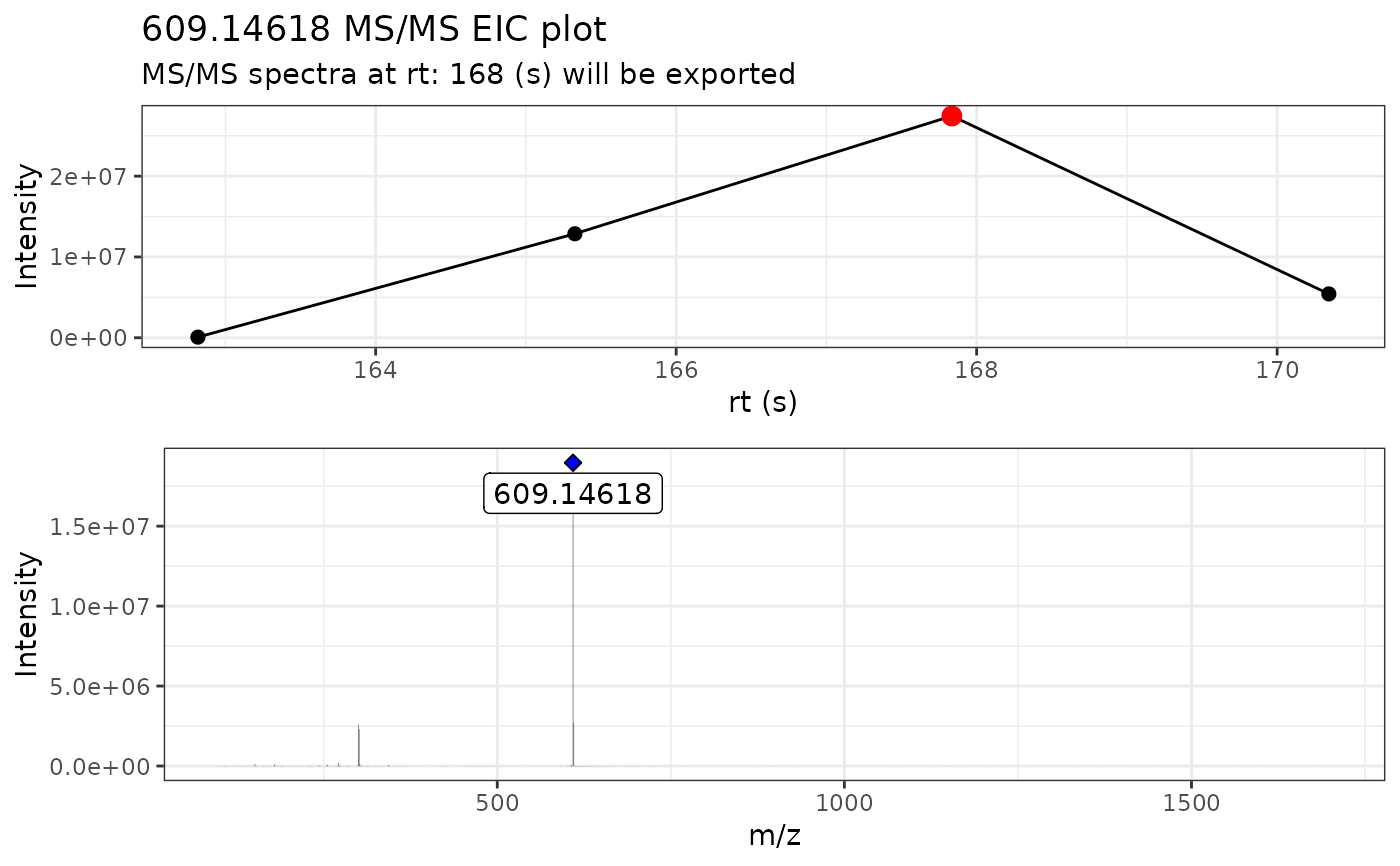 609.14618 MS/MS EIC plot
MS/MS spectra at rt: 168 (s) will be exported
Intensity
2e+07
1e+07
0e+00
164 166 168 170
rt (s)
Intensity
1.5e+07
1.0e+07
5.0e+06
0.0e+00
609.14618
500 1000 1500
m/z